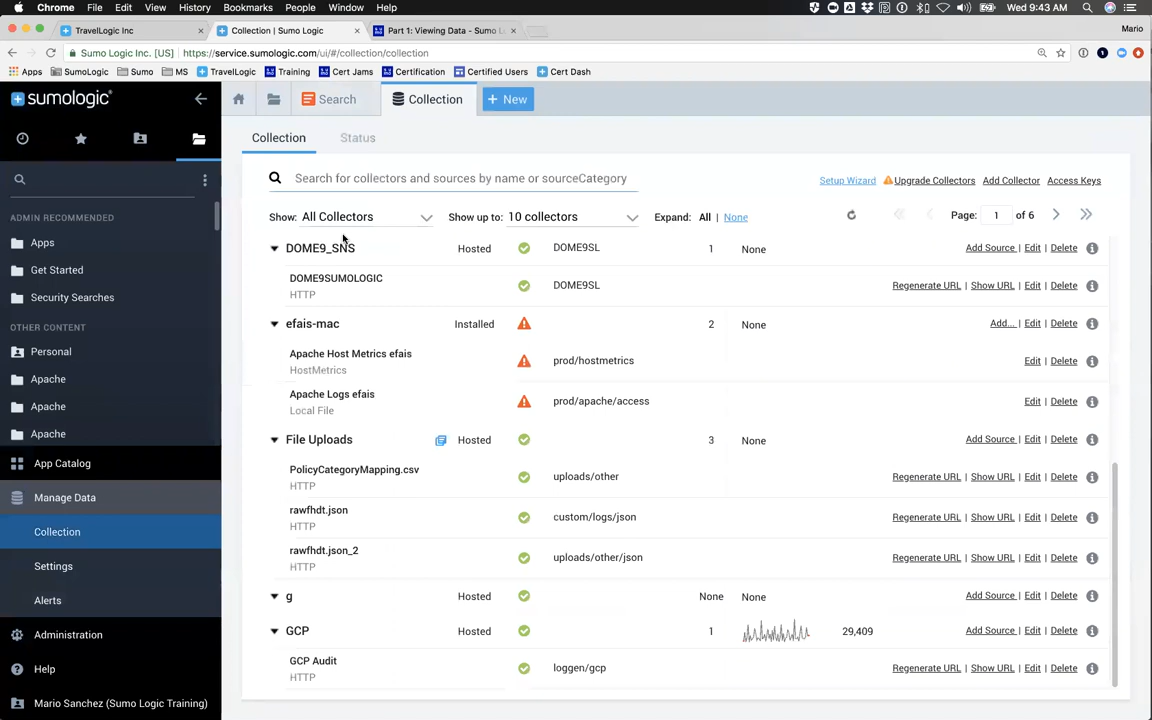 Chrome File Edit View History Bookmarks People Window Help Wed 9:43 AM
TravelLogic Inc Collection | Sumo Logic Part 1: Viewing Data - Sumo L Mario
Sumo Logic Inc. [US] https://service.sumologic.com/ui/#/collection/collection
Apps SumoLogic Sumo MS TravelLogic Training Cert Jams Certification Certified Users Cert Dash
sumologic Search Collection + New
Collection Status
Search for collectors and sources by name or sourceCategory Setup Wizard Upgrade Collectors Add Collector Access Keys
Show: All Collectors Show up to: 10 collectors Expand: All | None Page: 1 of 6
ADMIN RECOMMENDED
Apps
Get Started
Security Searches
OTHER CONTENT
Personal
Apache
Apache
Apache
App Catalog
Manage Data
Collection
Settings
Alerts
Administration
Help
Mario Sanchez (Sumo Logic Training)
DOME9_SNS Hosted DOME9SL 1 None Add Source | Edit | Delete
DOME9SUMOLOGIC DOME9SL Regenerate URL | Show URL | Edit | Delete
HTTP
efais-mac Installed 2 None Add... | Edit | Delete
Apache Host Metrics efais prod/hostmetrics Edit | Delete
HostMetrics
Apache Logs efais prod/apache/access Edit | Delete
Local File
File Uploads Hosted 3 None Add Source | Edit | Delete
PolicyCategoryMapping.csv uploads/other Regenerate URL | Show URL | Edit | Delete
HTTP
rawfhdt.json custom/logs/json Regenerate URL | Show URL | Edit | Delete
HTTP
rawfhdt.json_2 uploads/other/json Regenerate URL | Show URL | Edit | Delete
HTTP
g Hosted None None Add Source | Edit | Delete
GCP Hosted 1 29,409 Add Source | Edit | Delete
GCP Audit loggen/gcp Regenerate URL | Show URL | Edit | Delete
HTTP